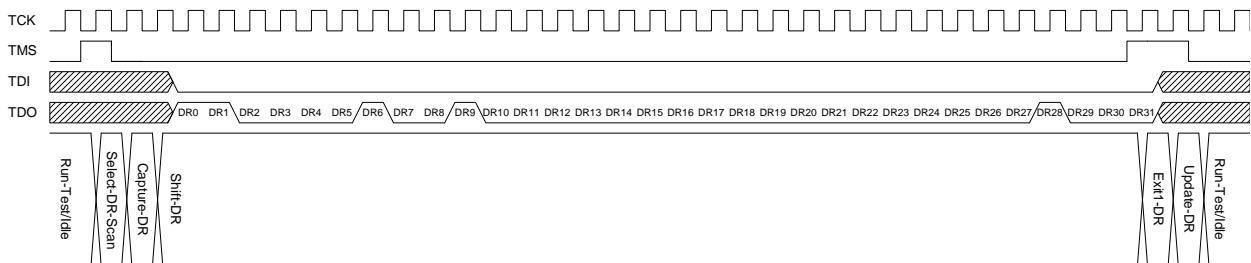 TCK
TMS
TDI
TDO DR0 DR1 DR2 DR3 DR4 DR5 DR6 DR7 DR8 DR9 DR10 DR11 DR12 DR13 DR14 DR15 DR16 DR17 DR18 DR19 DR20 DR21 DR22 DR23 DR24 DR25 DR26 DR27 DR28 DR29 DR30 DR31
Run-Test/Idle
Select-DR-Scan
Capture-DR
Shift-DR
Exit1-DR
Update-DR
Run-Test/Idle